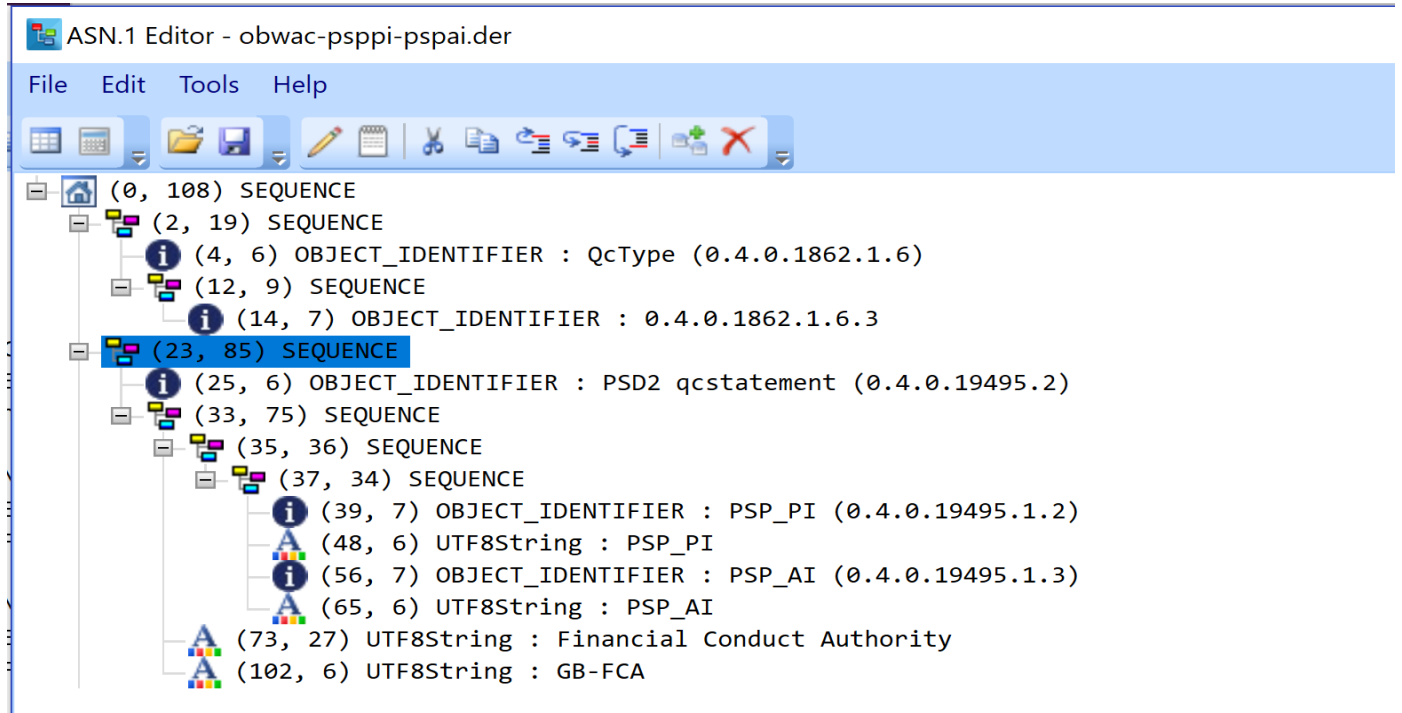 ASN.1 Editor - obwac-psppi-pspai.der
File Edit Tools Help
(0, 108) SEQUENCE
(2, 19) SEQUENCE
(4, 6) OBJECT_IDENTIFIER : QcType (0.4.0.1862.1.6)
(12, 9) SEQUENCE
(14, 7) OBJECT_IDENTIFIER : 0.4.0.1862.1.6.3
(23, 85) SEQUENCE
(25, 6) OBJECT_IDENTIFIER : PSD2 qcstatement (0.4.0.19495.2)
(33, 75) SEQUENCE
(35, 36) SEQUENCE
(37, 34) SEQUENCE
(39, 7) OBJECT_IDENTIFIER : PSP_PI (0.4.0.19495.1.2)
(48, 6) UTF8String : PSP_PI
(56, 7) OBJECT_IDENTIFIER : PSP_AI (0.4.0.19495.1.3)
(65, 6) UTF8String : PSP_AI
(73, 27) UTF8String : Financial Conduct Authority
(102, 6) UTF8String : GB-FCA